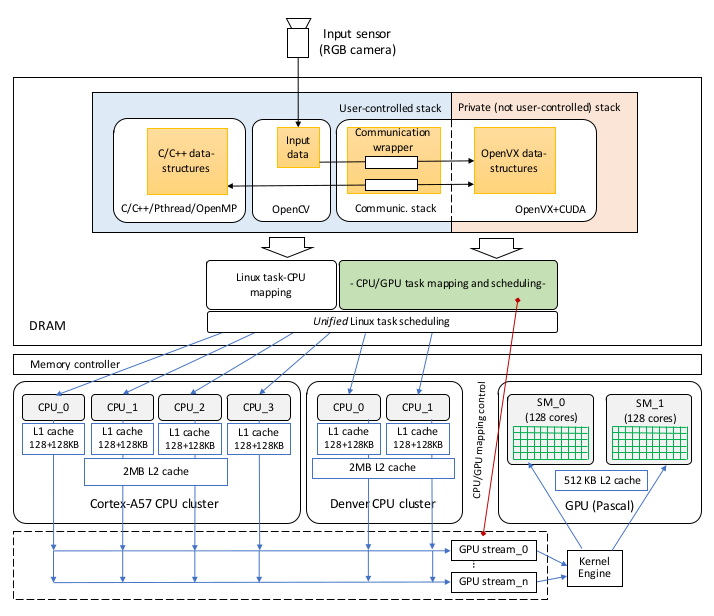 Input sensor
(RGB camera)
User-controlled stack
Private (not user-controlled) stack
C/C++ data-
structures
Input
data
Communication
wrapper
OpenVX data-
structures
C/C++/Pthread/OpenMP
OpenCV
Communic. stack
OpenVX+CUDA
Linux task-CPU
mapping
- CPU/GPU task mapping and scheduling-
Unified Linux task scheduling
DRAM
Memory controller
CPU_0
CPU_1
CPU_2
CPU_3
L1 cache
128+128KB
L1 cache
128+128KB
L1 cache
128+128KB
L1 cache
128+128KB
2MB L2 cache
Cortex-A57 CPU cluster
CPU_0
CPU_1
L1 cache
128+128KB
L1 cache
128+128KB
2MB L2 cache
Denver CPU cluster
CPU/GPU mapping control
SM_0
(128 cores)
SM_1
(128 cores)
512 KB L2 cache
GPU (Pascal)
GPU stream_0
⋮
GPU stream_n
Kernel
Engine